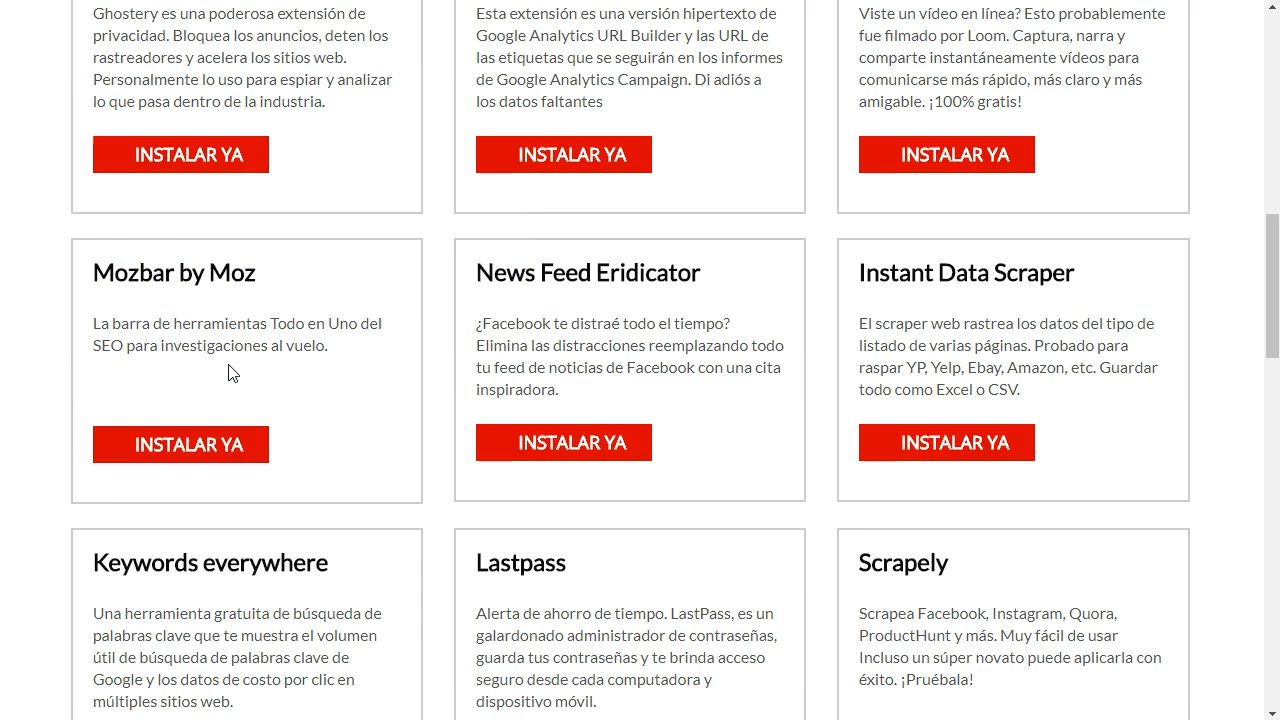 Ghostery es una poderosa extensión de
privacidad. Bloquea los anuncios, deten los
rastreadores y acelera los sitios web.
Personalmente lo uso para espiar y analizar
lo que pasa dentro de la industria.
INSTALAR YA
Esta extensión es una versión hipertexto de
Google Analytics URL Builder y las URL de
las etiquetas que se seguirán en los informes
de Google Analytics Campaign. Di adiós a
los datos faltantes
INSTALAR YA
Viste un vídeo en línea? Esto probablemente
fue filmado por Loom. Captura, narra y
comparte instantáneamente vídeos para
comunicarse más rápido, más claro y más
amigable. ¡100% gratis!
INSTALAR YA
Mozbar by Moz
La barra de herramientas Todo en Uno del
SEO para investigaciones al vuelo.
INSTALAR YA
News Feed Eridicator
¿Facebook te distraé todo el tiempo?
Elimina las distracciones reemplazando todo
tu feed de noticias de Facebook con una cita
inspiradora.
INSTALAR YA
Instant Data Scraper
El scraper web rastrea los datos del tipo de
listado de varias páginas. Probado para
raspar YP, Yelp, Ebay, Amazon, etc. Guardar
todo como Excel o CSV.
INSTALAR YA
Keywords everywhere
Una herramienta gratuita de búsqueda de
palabras clave que te muestra el volumen
útil de búsqueda de palabras clave de
Google y los datos de costo por clic en
múltiples sitios web.
Lastpass
Alerta de ahorro de tiempo. LastPass, es un
galardonado administrador de contraseñas,
guarda tus contraseñas y te brinda acceso
seguro desde cada computadora y
dispositivo móvil.
Scrapely
Scrapea Facebook, Instagram, Quora,
ProductHunt y más. Muy fácil de usar
Incluso un súper novato puede aplicarla con
éxito. ¡Pruébala!